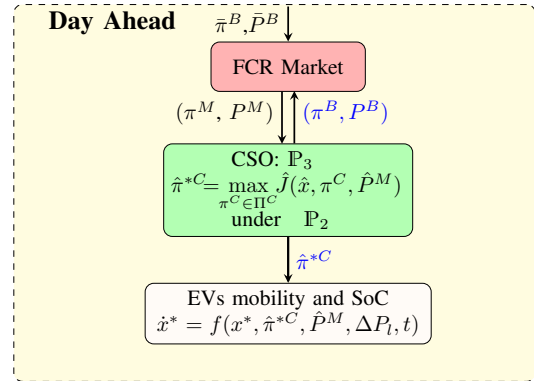 Day Ahead
π̄^B, P̄^B
FCR Market
(π^M, P^M) (π^B, P^B)
CSO: ℙ_3
π̂^{*C} = max_{π^C∈Π^C} Ĵ(x̂, π^C, P̂^M)
under ℙ_2
π̂^{*C}
EVs mobility and SoC
ẋ^* = f(x^*, π̂^{*C}, P̂^M, ΔP_l, t)